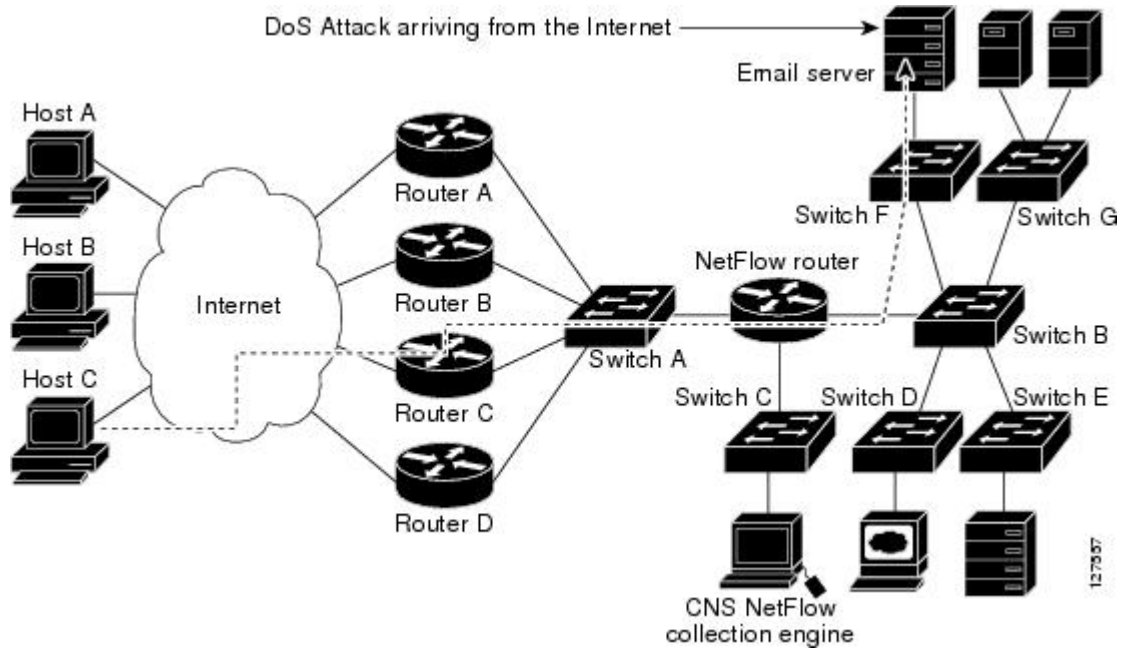 DoS Attack arriving from the Internet
Email server
Host A
Router A
Switch F
Switch G
Host B
NetFlow router
Internet
Router B
Switch A
Switch B
Host C
Router C
Switch C
Switch D
Switch E
Router D
CNS NetFlow
collection engine
127557